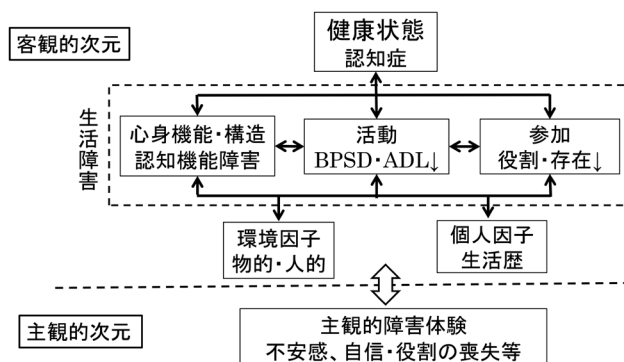 客観的次元
健康状態
認知症
生活障害
心身機能・構造
認知機能障害
活動
BPSD・ADL↓
参加
役割・存在↓
環境因子
物的・人的
個人因子
生活歴
主観的次元
主観的障害体験
不安感、自信・役割の喪失等